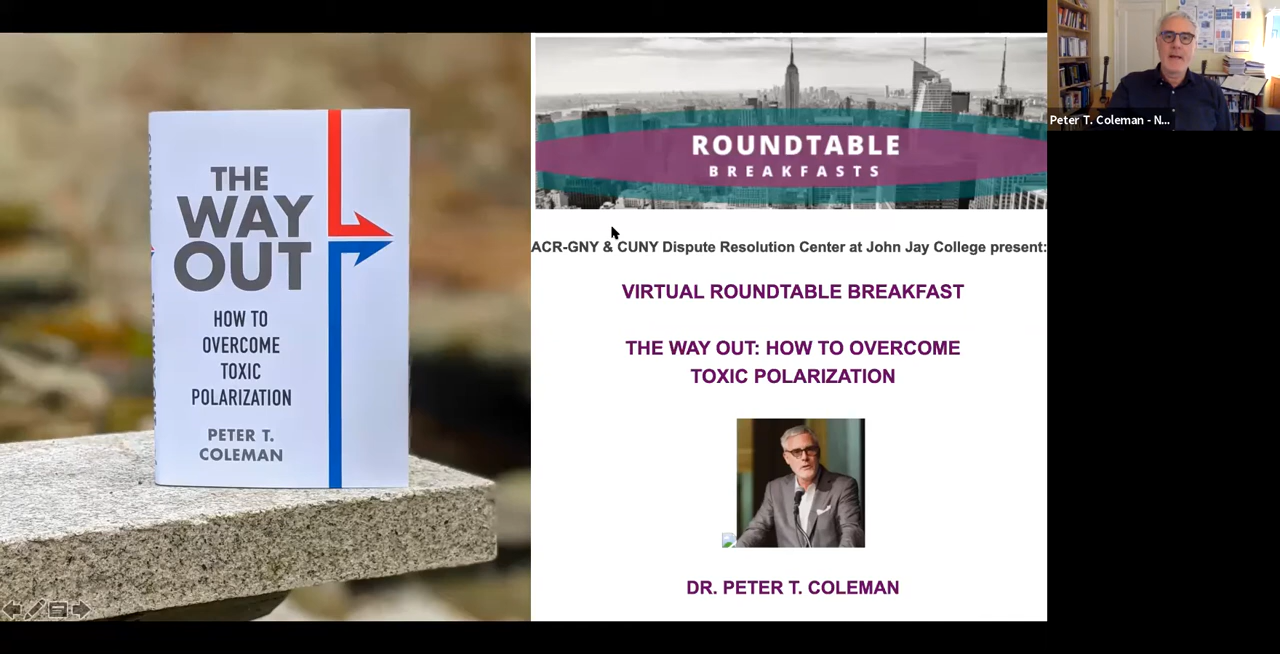 THE
WAY
OUT
HOW TO
OVERCOME
TOXIC
POLARIZATION
PETER T.
COLEMAN
ROUNDTABLE
BREAKFASTS
ACR-GNY & CUNY Dispute Resolution Center at John Jay College present:
VIRTUAL ROUNDTABLE BREAKFAST
THE WAY OUT: HOW TO OVERCOME
TOXIC POLARIZATION
DR. PETER T. COLEMAN
Peter T. Coleman - N...